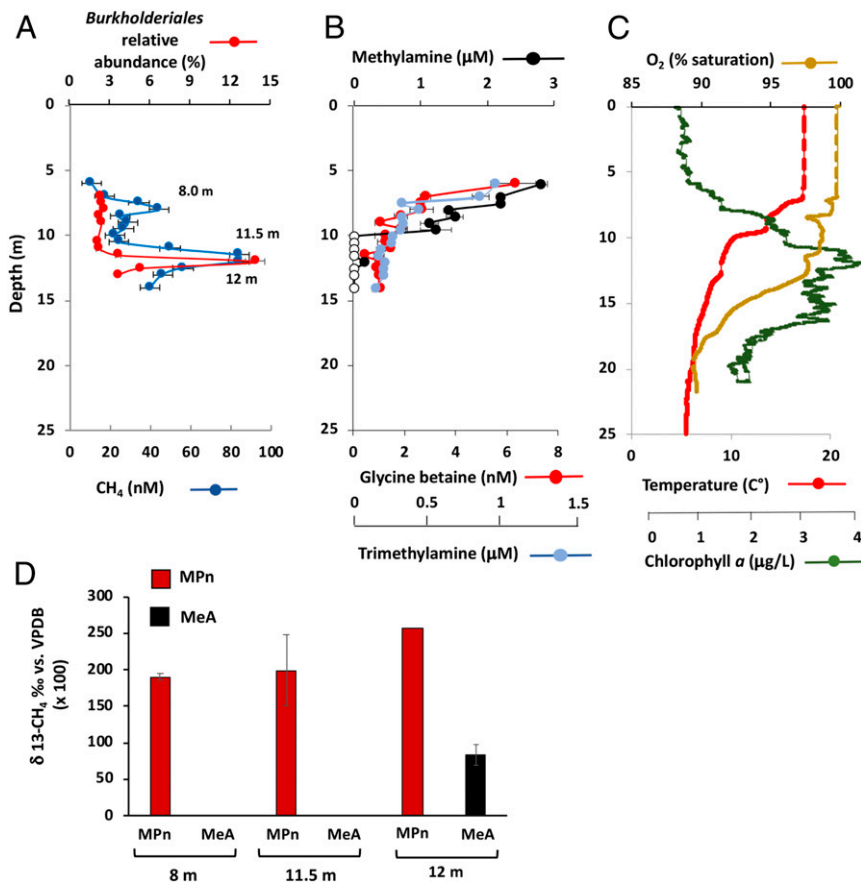 A
Burkholderiales
relative
abundance (%)
0 3 6 9 12 15
0
5
10
15
20
25
Depth (m)
8.0 m
11.5 m
12 m
0 20 40 60 80 100
CH₄ (nM)
B
Methylamine (µM)
0 1 2 3
0
5
10
15
20
25
0 2 4 6 8
Glycine betaine (nM)
0 0.5 1 1.5
Trimethylamine (µM)
C
O₂ (% saturation)
85 90 95 100
0
5
10
15
20
25
0 10 20
Temperature (C°)
0 1 2 3 4
Chlorophyll a (µg/L)
D
MPn
MeA
δ 13-CH₄ ‰ vs. VPDB
(x 100)
300
250
200
150
100
50
0
MPn MeA MPn MeA MPn MeA
8 m 11.5 m 12 m